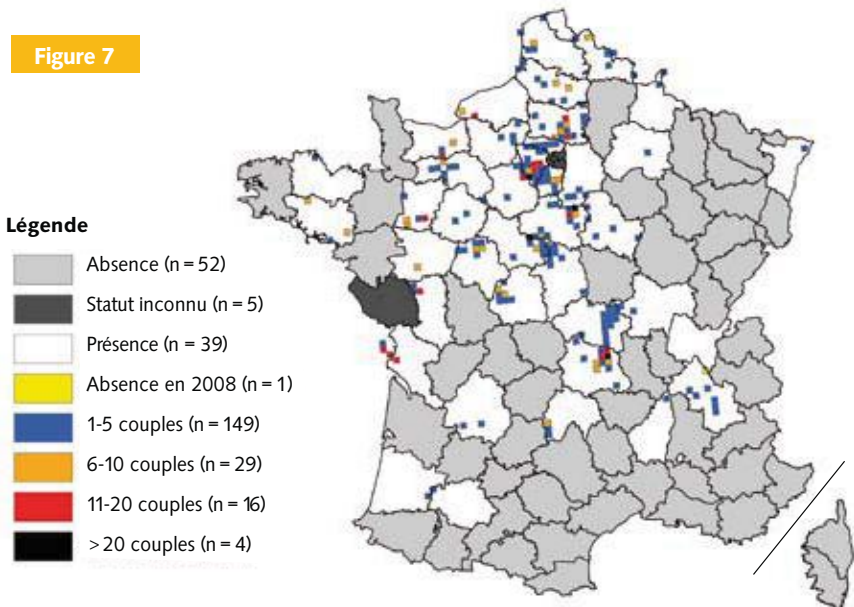 Figure 7
Légende
Absence (n = 52)
Statut inconnu (n = 5)
Présence (n = 39)
Absence en 2008 (n = 1)
1-5 couples (n = 149)
6-10 couples (n = 29)
11-20 couples (n = 16)
>20 couples (n = 4)